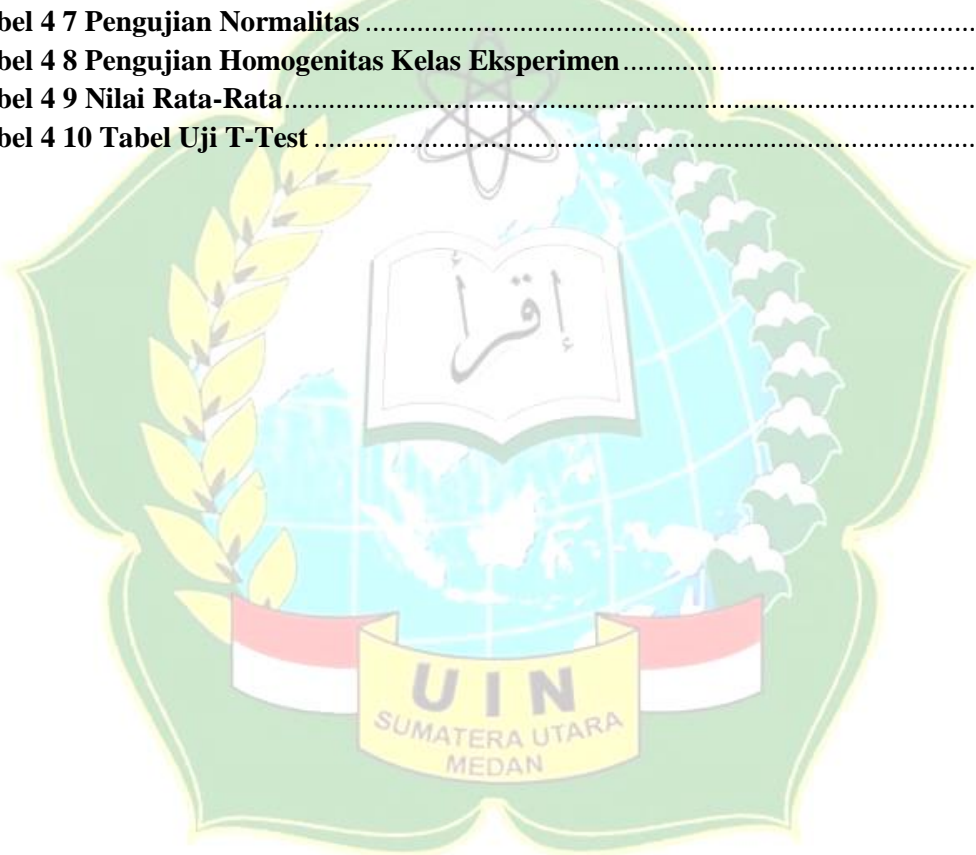 bel 4 7 Pengujian Normalitas
bel 4 8 Pengujian Homogenitas Kelas Eksperimen
bel 4 9 Nilai Rata-Rata
bel 4 10 Tabel Uji T-Test
إقرأ
UIN
SUMATERA UTARA
MEDAN